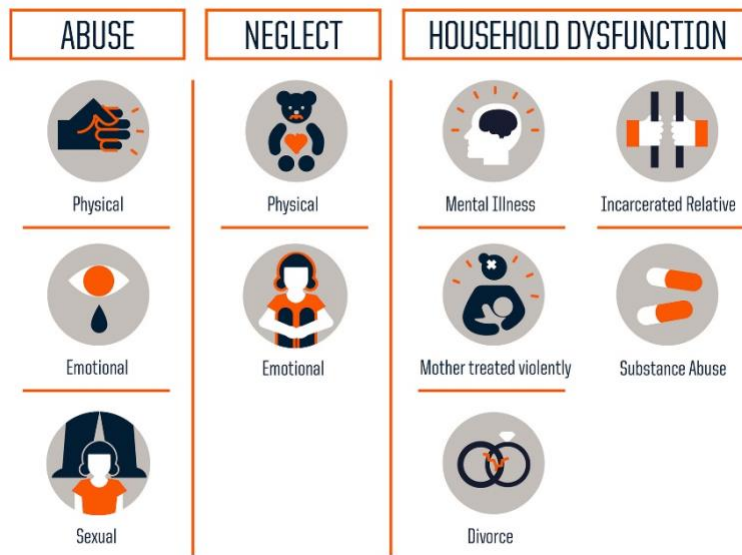 ABUSE
Physical
Emotional
Sexual
NEGLECT
Physical
Emotional
HOUSEHOLD DYSFUNCTION
Mental Illness
Incarcerated Relative
Mother treated violently
Substance Abuse
Divorce